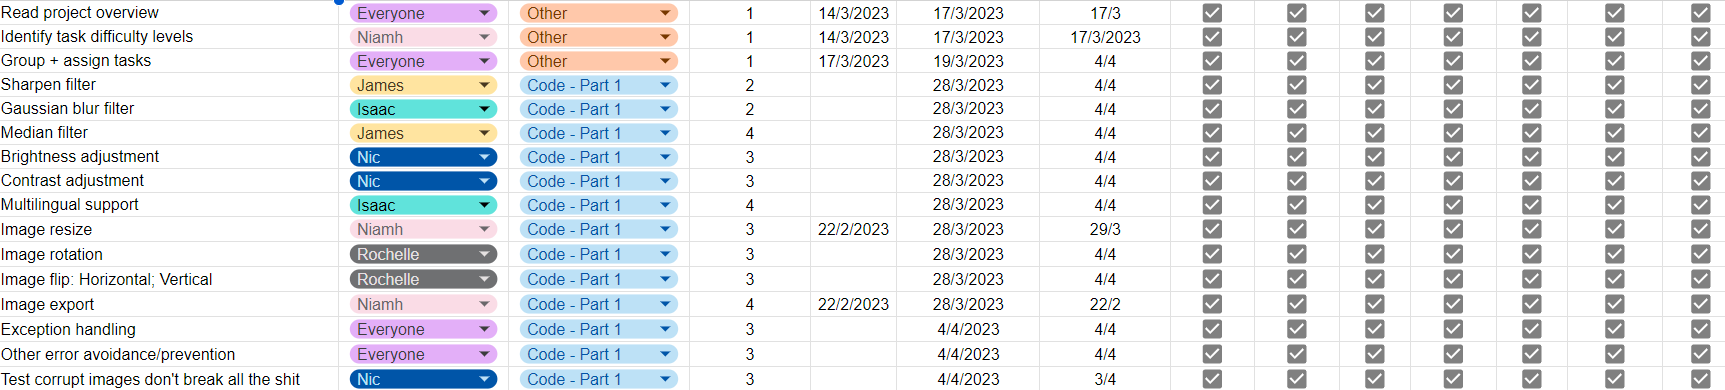 Read project overview Everyone Other 1 14/3/2023 17/3/2023 17/3
Identify task difficulty levels Niamh Other 1 14/3/2023 17/3/2023 17/3/2023
Group + assign tasks Everyone Other 1 17/3/2023 19/3/2023 4/4
Sharpen filter James Code - Part 1 2 28/3/2023 4/4
Gaussian blur filter Isaac Code - Part 1 2 28/3/2023 4/4
Median filter James Code - Part 1 4 28/3/2023 4/4
Brightness adjustment Nic Code - Part 1 3 28/3/2023 4/4
Contrast adjustment Nic Code - Part 1 3 28/3/2023 4/4
Multilingual support Isaac Code - Part 1 4 28/3/2023 4/4
Image resize Niamh Code - Part 1 3 22/2/2023 28/3/2023 29/3
Image rotation Rochelle Code - Part 1 3 28/3/2023 4/4
Image flip: Horizontal; Vertical Rochelle Code - Part 1 3 28/3/2023 4/4
Image export Niamh Code - Part 1 4 22/2/2023 28/3/2023 22/2
Exception handling Everyone Code - Part 1 3 4/4/2023 4/4
Other error avoidance/prevention Everyone Code - Part 1 3 4/4/2023 4/4
Test corrupt images don't break all the shit Nic Code - Part 1 3 4/4/2023 3/4